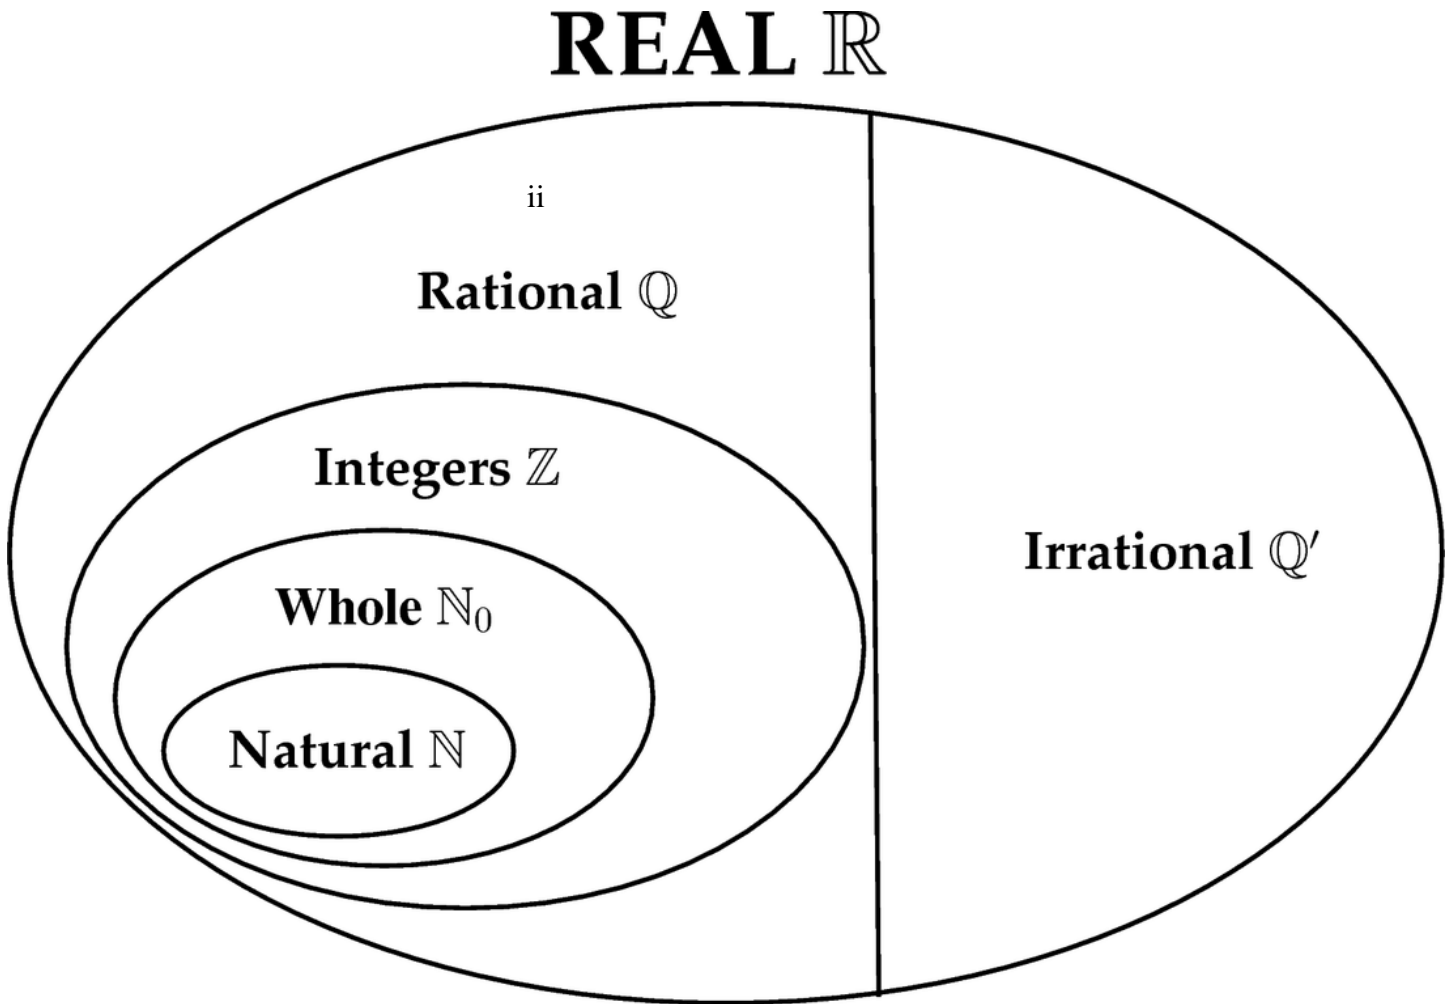 REAL ℝ
ii
Rational ℚ
Integers ℤ
Irrational ℚ′
Whole ℕ₀
Natural ℕ